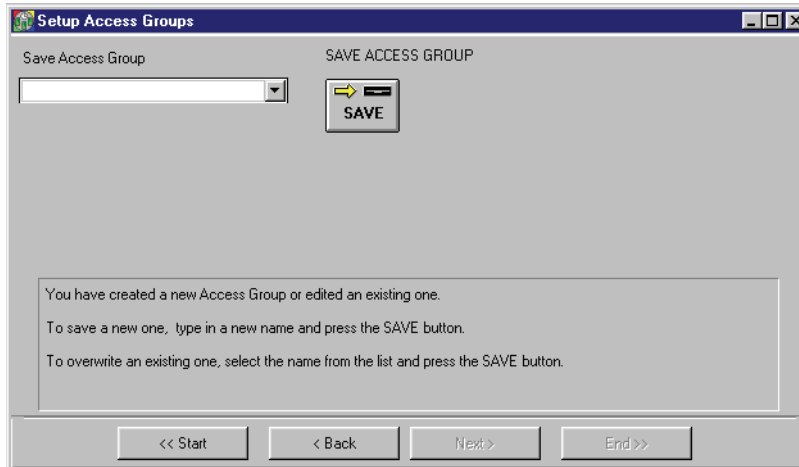 Setup Access Groups
Save Access Group
SAVE ACCESS GROUP
SAVE
You have created a new Access Group or edited an existing one.
To save a new one, type in a new name and press the SAVE button.
To overwrite an existing one, select the name from the list and press the SAVE button.
<< Start
< Back
Next >
End >>